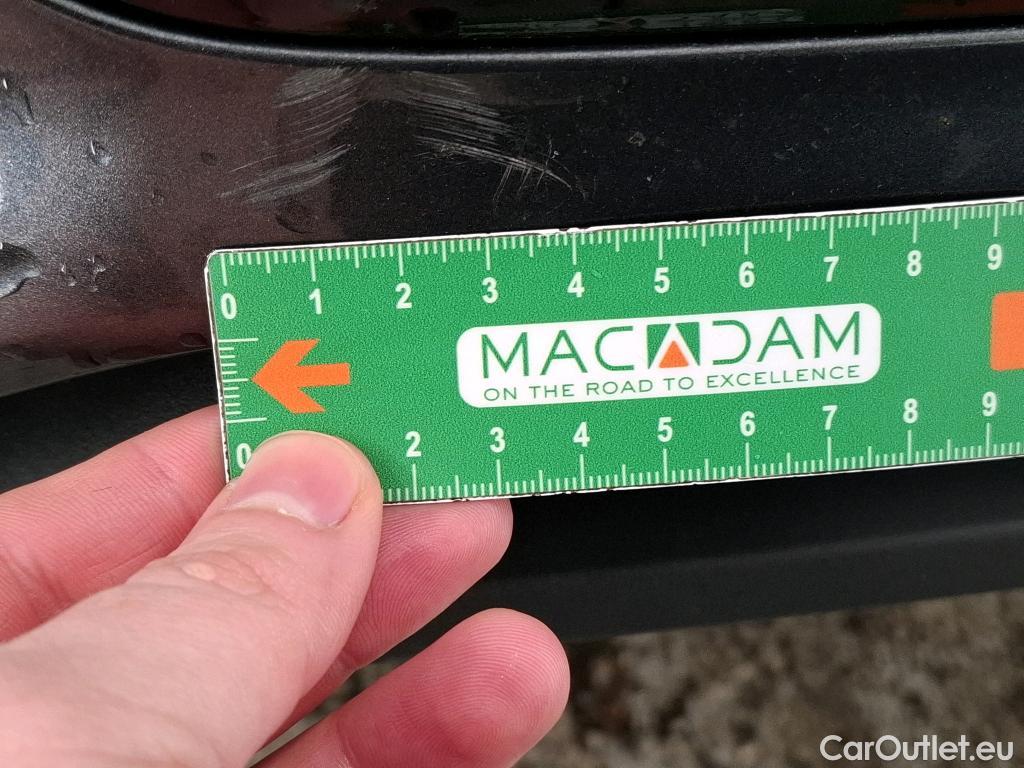 0 1 2 3 4 5 6 7 8 9
MACADAM
ON THE ROAD TO EXCELLENCE
0 2 3 4 5 6 7 8 9
CarOutlet.eu